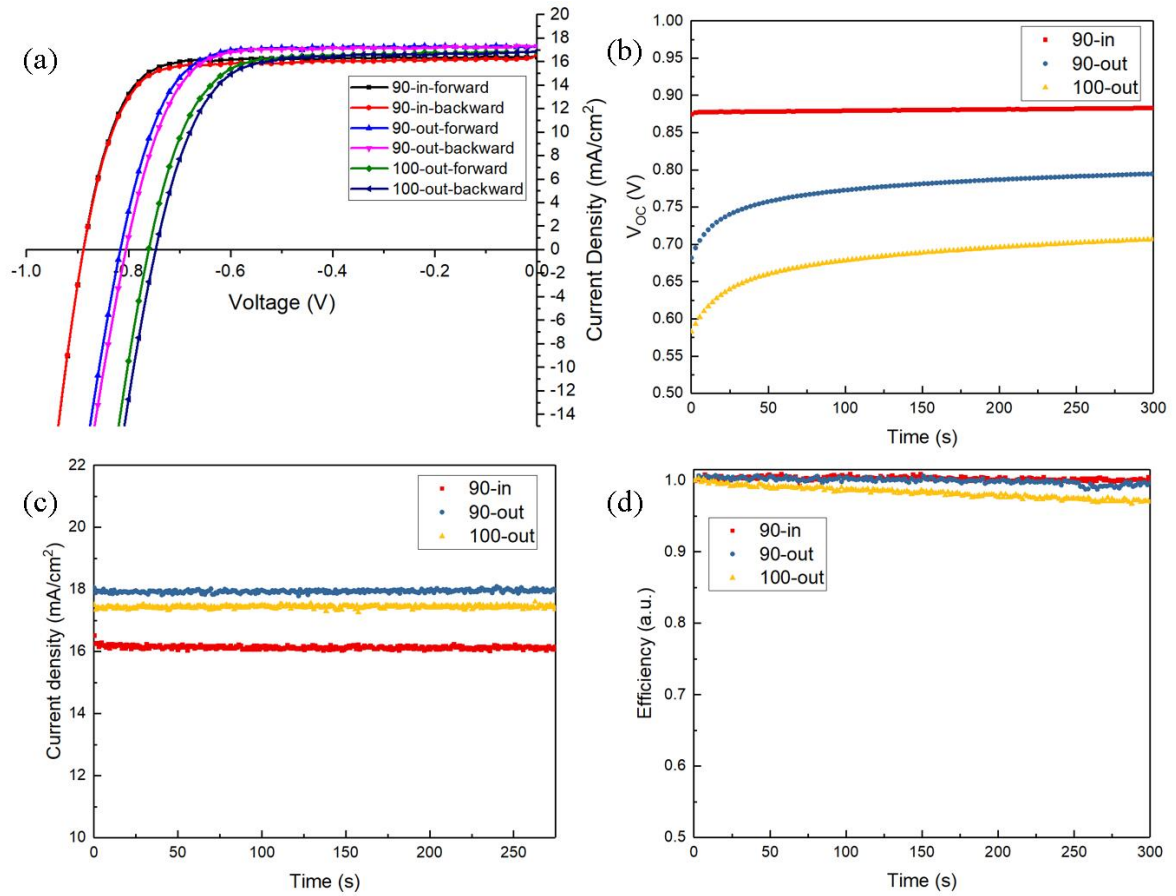 (a)
20
18
16
14
12
10
8
6
4
2
0
-2
-4
-6
-8
-10
-12
-14
-1.0
-0.8
-0.6
-0.4
-0.2
0.0
Voltage (V)
Current Density (mA/cm²)
90-in-forward
90-in-backward
90-out-forward
90-out-backward
100-out-forward
100-out-backward
(b)
1.00
0.95
0.90
0.85
0.80
0.75
0.70
0.65
0.60
0.55
0.50
V_OC (V)
90-in
90-out
100-out
0
50
100
150
200
250
300
Time (s)
(c)
22
20
18
16
14
12
10
Current density (mA/cm²)
90-in
90-out
100-out
0
50
100
150
200
250
Time (s)
(d)
1.0
0.9
0.8
0.7
0.6
0.5
Efficiency (a.u.)
90-in
90-out
100-out
0
50
100
150
200
250
300
Time (s)